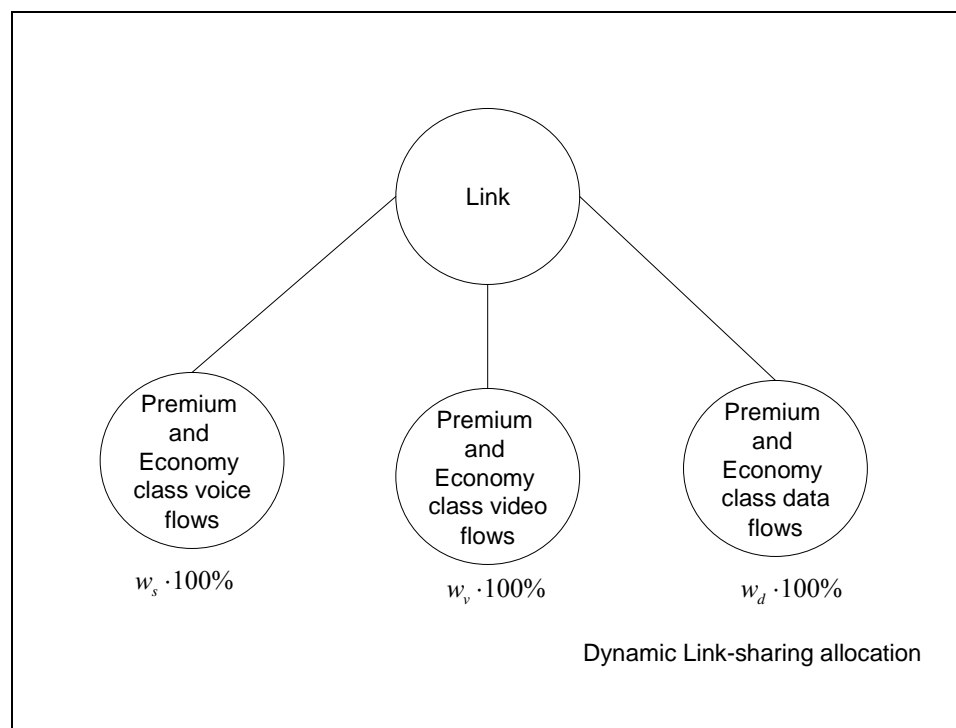 Link
Premium
and
Economy
class voice
flows
Premium
and
Economy
class video
flows
Premium
and
Economy
class data
flows
w_s ·100%
w_v ·100%
w_d ·100%
Dynamic Link-sharing allocation